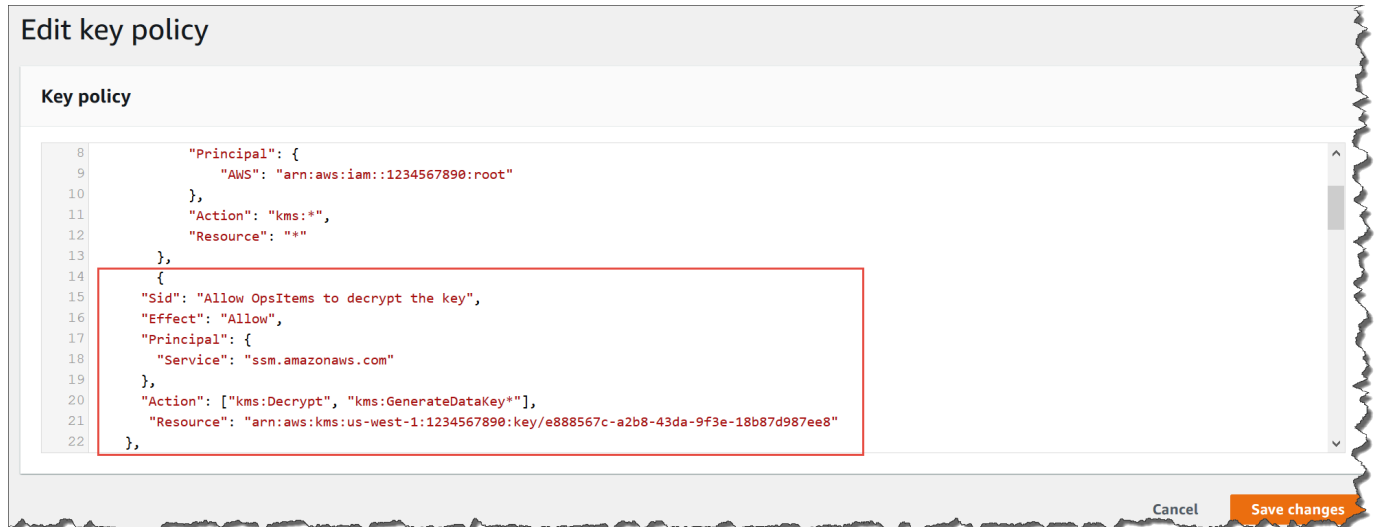 Edit key policy
Key policy
8 "Principal": {
9 "AWS": "arn:aws:iam::1234567890:root"
10 },
11 "Action": "kms:*",
12 "Resource": "*"
13 },
14 {
15 "Sid": "Allow OpsItems to decrypt the key",
16 "Effect": "Allow",
17 "Principal": {
18 "Service": "ssm.amazonaws.com"
19 },
20 "Action": ["kms:Decrypt", "kms:GenerateDataKey*"],
21 "Resource": "arn:aws:kms:us-west-1:1234567890:key/e888567c-a2b8-43da-9f3e-18b87d987ee8"
22 },
Cancel Save changes